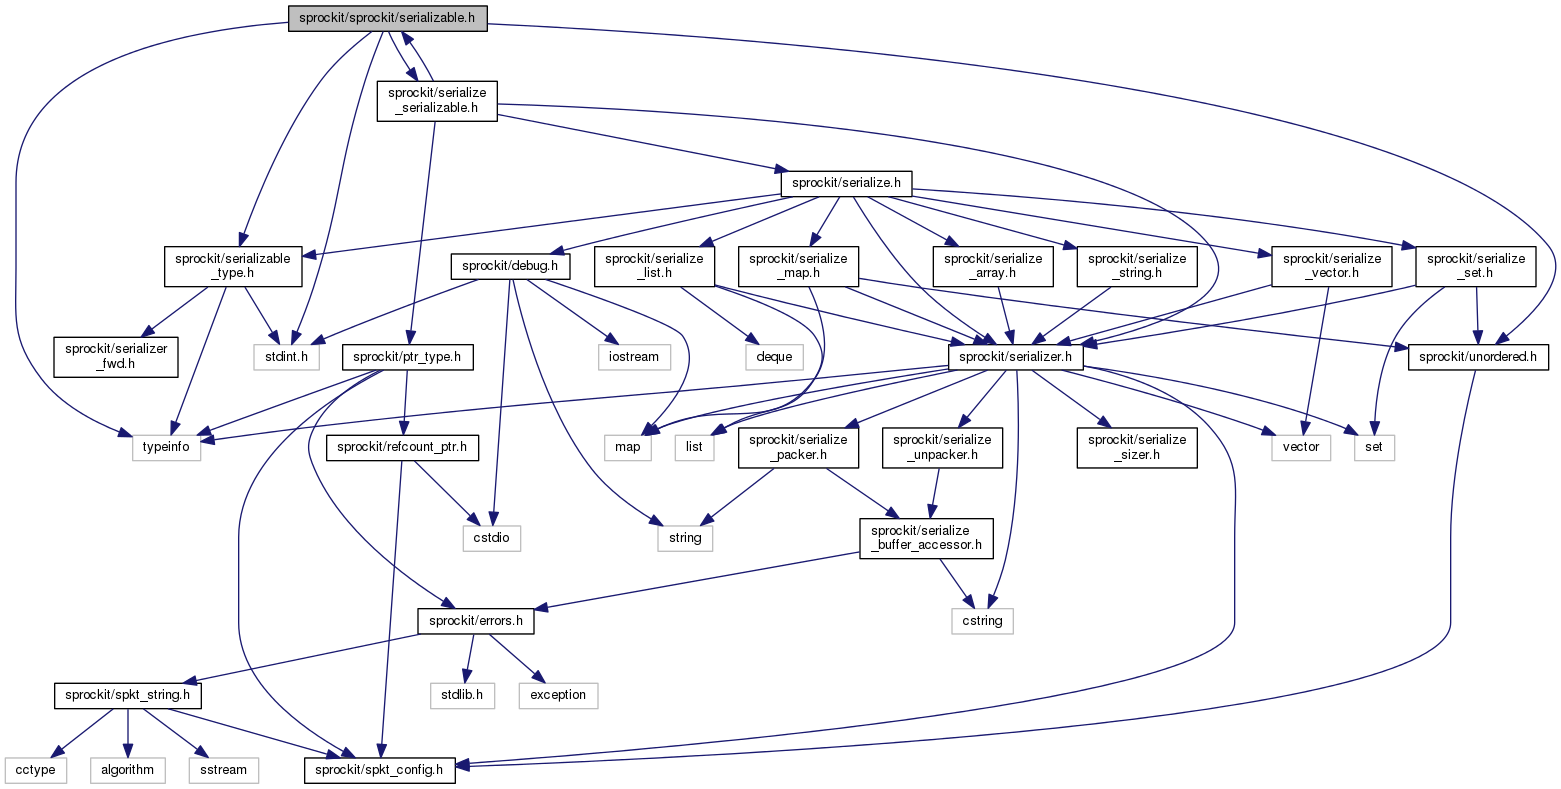 sprockit/sprockit/serializable.h
sprockit/serialize
_serializable.h
sprockit/serialize.h
sprockit/serializable
_type.h
sprockit/debug.h
sprockit/serialize
_list.h
sprockit/serialize
_map.h
sprockit/serialize
_array.h
sprockit/serialize
_string.h
sprockit/serialize
_vector.h
sprockit/serialize
_set.h
sprockit/serializer
_fwd.h
stdint.h
sprockit/ptr_type.h
iostream
deque
sprockit/serializer.h
sprockit/unordered.h
typeinfo
sprockit/refcount_ptr.h
map
list
sprockit/serialize
_packer.h
sprockit/serialize
_unpacker.h
sprockit/serialize
_sizer.h
vector
set
cstdio
string
sprockit/serialize
_buffer_accessor.h
sprockit/errors.h
cstring
sprockit/spkt_string.h
stdlib.h
exception
cctype
algorithm
sstream
sprockit/spkt_config.h